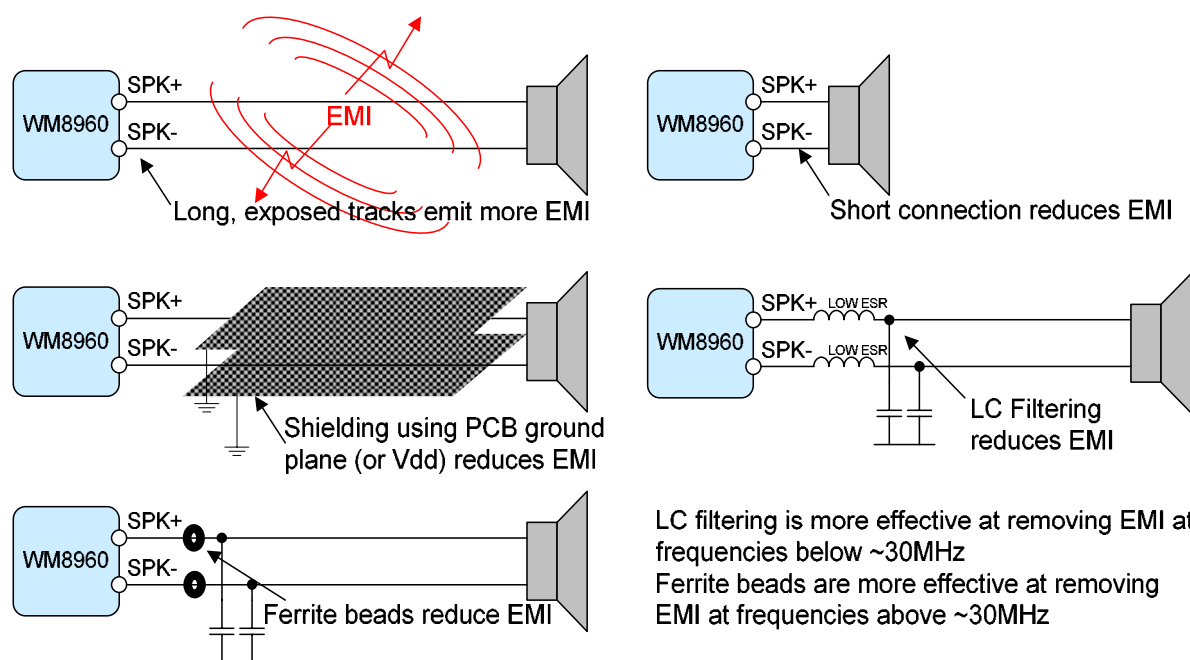 WM8960
SPK+
SPK-
EMI
Long, exposed tracks emit more EMI
WM8960
SPK+
SPK-
Short connection reduces EMI
WM8960
SPK+
SPK-
Shielding using PCB ground
plane (or Vdd) reduces EMI
WM8960
SPK+
LOW ESR
SPK-
LOW ESR
LC Filtering
reduces EMI
WM8960
SPK+
SPK-
Ferrite beads reduce EMI
LC filtering is more effective at removing EMI at
frequencies below ~30MHz
Ferrite beads are more effective at removing
EMI at frequencies above ~30MHz